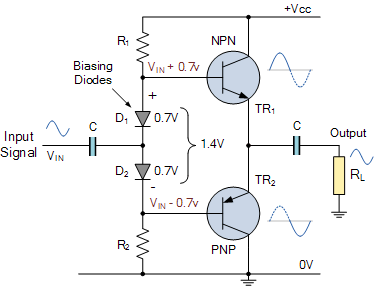 +Vcc
R1
NPN
Biasing
Diodes
VIN + 0.7v
+
TR1
D1
0.7V
C
C
Output
Input
Signal
VIN
1.4V
RL
D2
0.7V
TR2
-
VIN - 0.7v
R2
PNP
0V